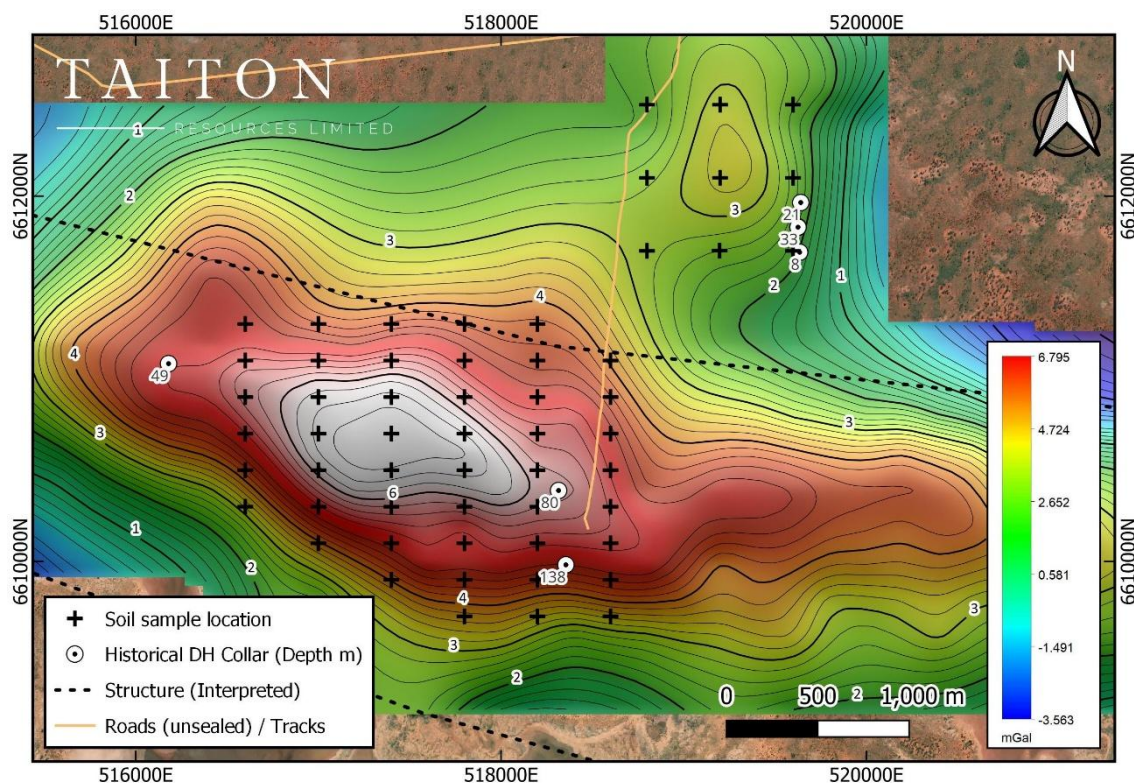 516000E
518000E
520000E
TAITON
RESOURCES LIMITED
N
1
2
6612000N
6612000N
3
3
21
33
8
2
1
4
4
49
3
3
6
80
1
138
6610000N
6610000N
2
4
3
3
2
2
6.795
4.724
2.652
0.581
-1.491
-3.563
mGal
Soil sample location
Historical DH Collar (Depth m)
Structure (Interpreted)
Roads (unsealed) / Tracks
0 500 1,000 m
516000E
518000E
520000E